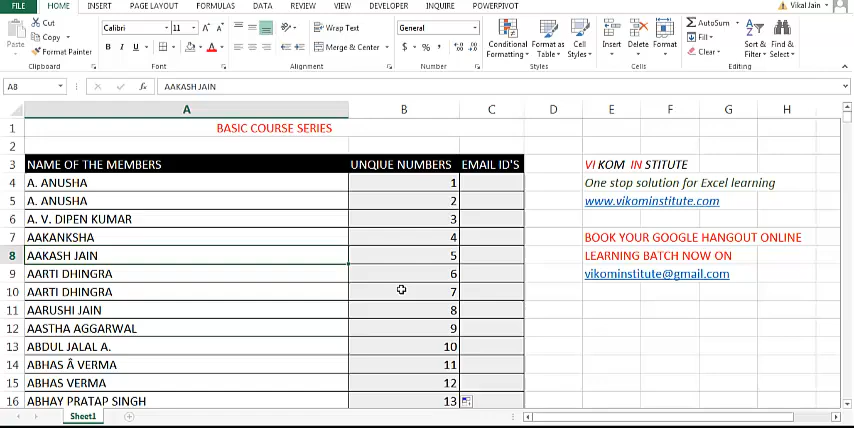 FILE HOME INSERT PAGE LAYOUT FORMULAS DATA REVIEW VIEW DEVELOPER INQUIRE POWERPIVOT Vikal Jain
Paste Cut Copy Format Painter
Calibri 11
B I U
Wrap Text
Merge & Center
General
$ % ,
Conditional Formatting Format as Table Cell Styles
Insert Delete Format
AutoSum Fill Clear
Sort & Filter Find & Select
Clipboard Font Alignment Number Styles Cells Editing
A8 fx AAKASH JAIN
A B C D E F G H
1 BASIC COURSE SERIES
2
3 NAME OF THE MEMBERS UNQIUE NUMBERS EMAIL ID'S VI KOM IN STITUTE
4 A. ANUSHA 1 One stop solution for Excel learning
5 A. ANUSHA 2 www.vikominstitute.com
6 A. V. DIPEN KUMAR 3
7 AAKANKSHA 4 BOOK YOUR GOOGLE HANGOUT ONLINE
8 AAKASH JAIN 5 LEARNING BATCH NOW ON
9 AARTI DHINGRA 6 vikominstitute@gmail.com
10 AARTI DHINGRA 7
11 AARUSHI JAIN 8
12 AASTHA AGGARWAL 9
13 ABDUL JALAL A. 10
14 ABHAS Â VERMA 11
15 ABHAS VERMA 12
16 ABHAY PRATAP SINGH 13
Sheet1